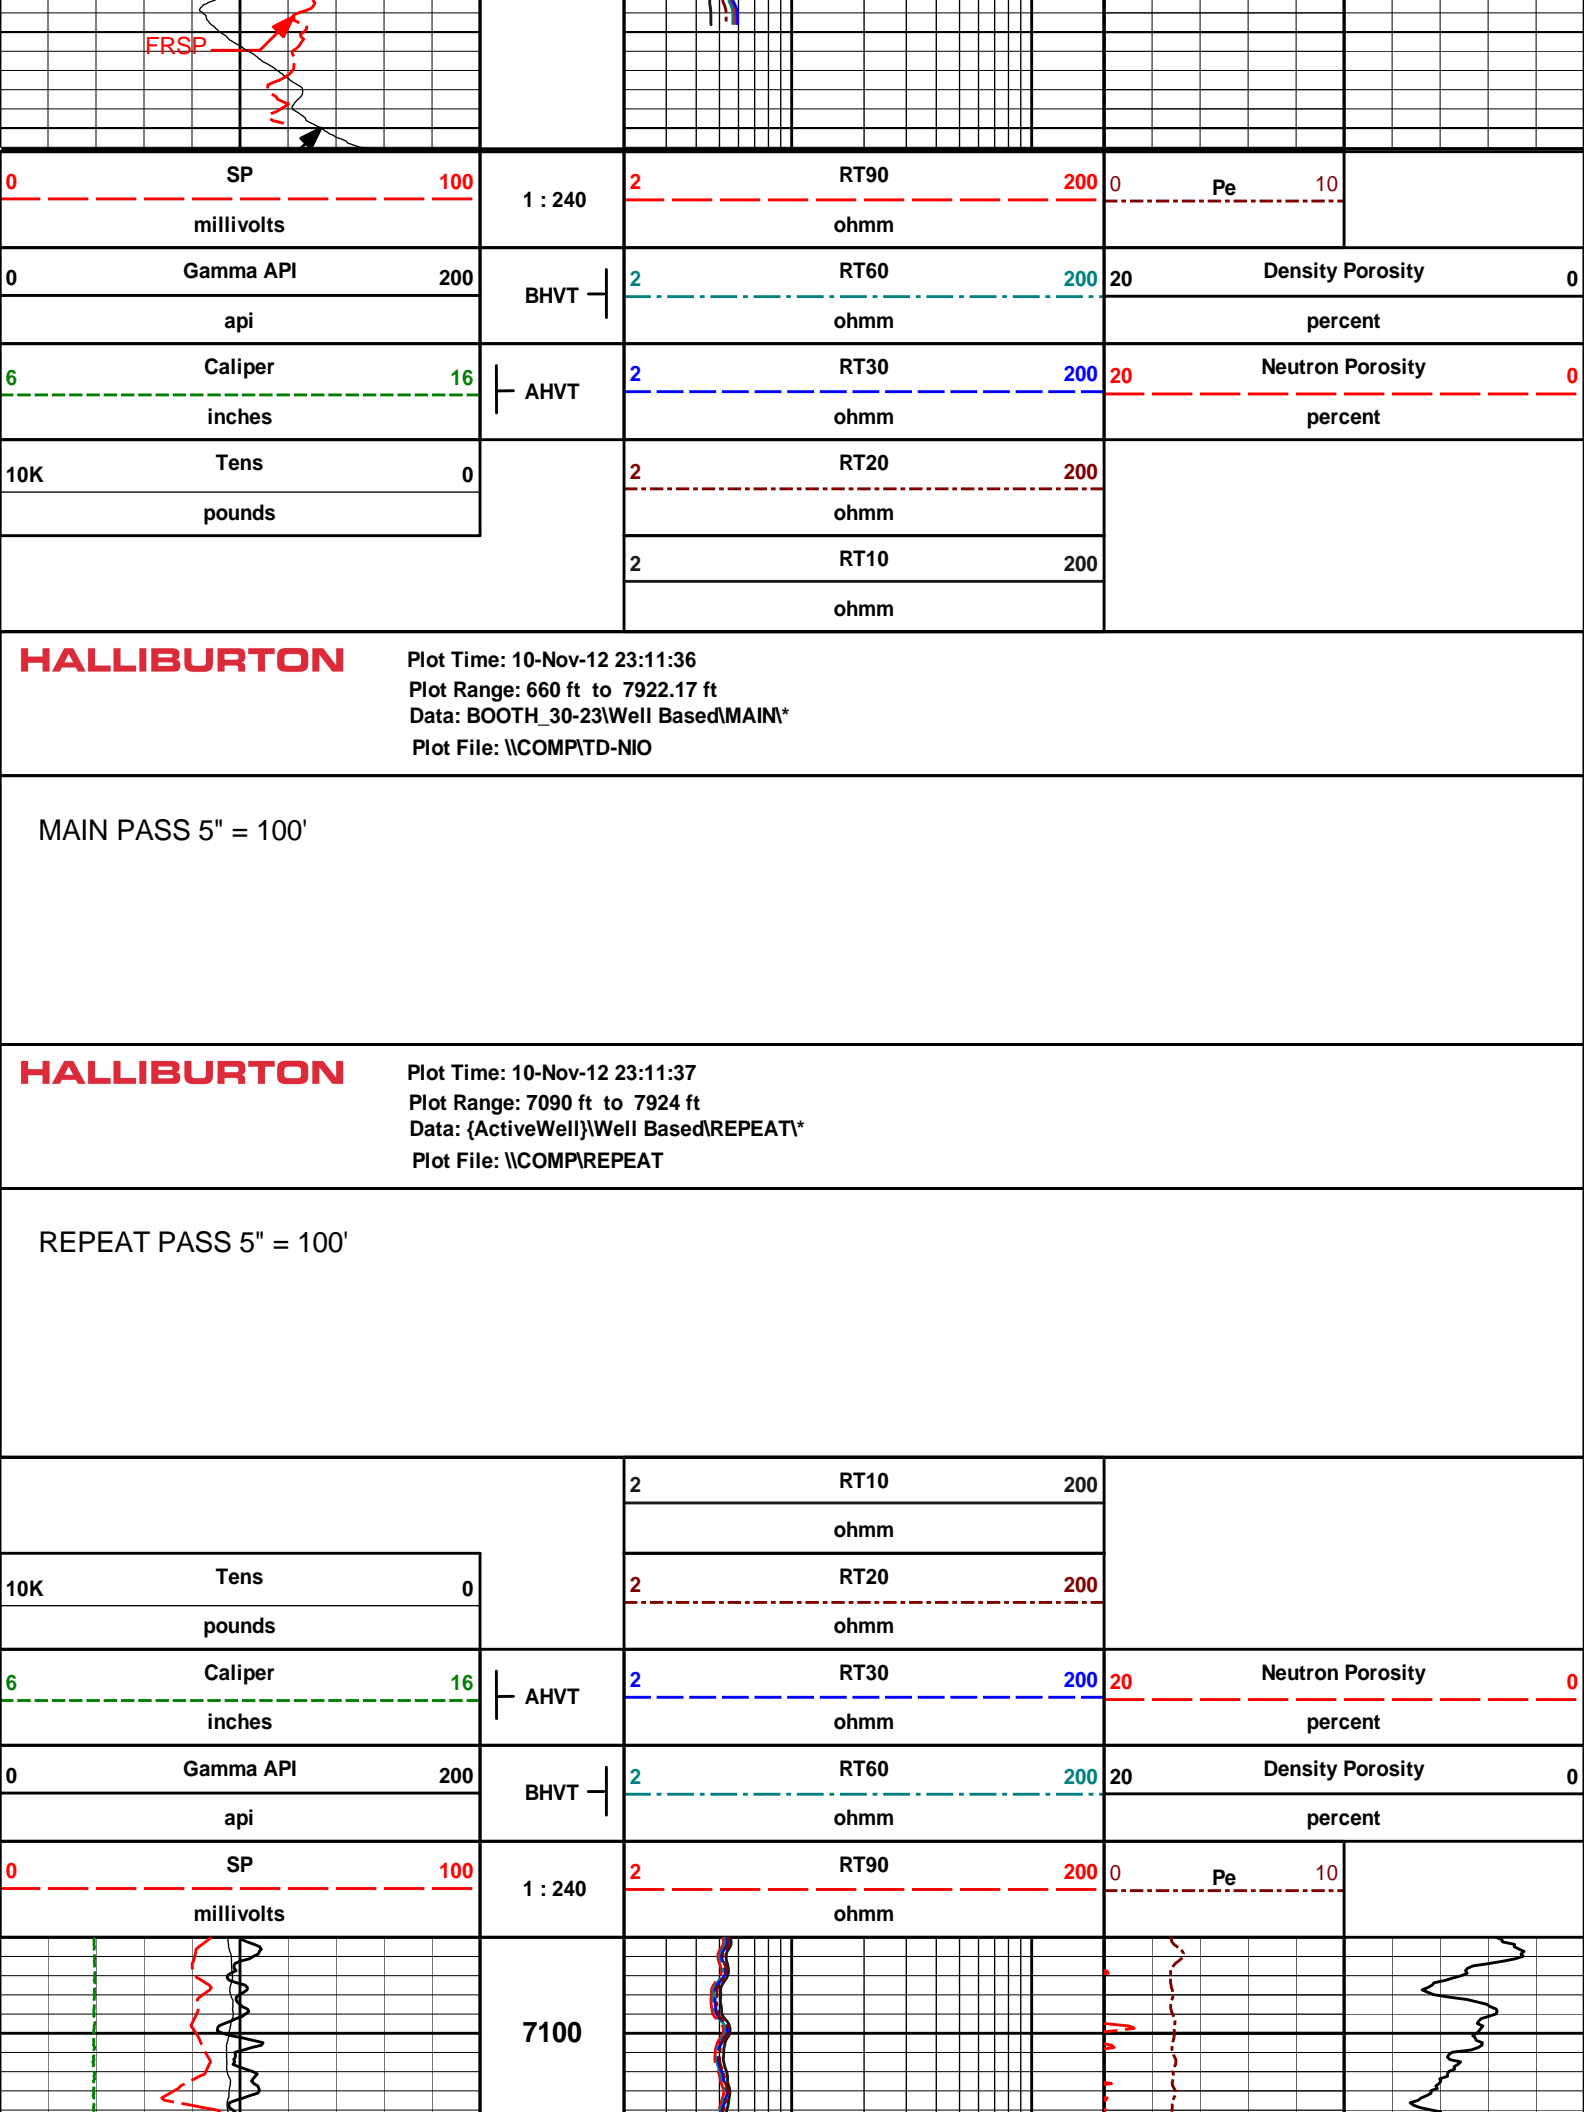 FRSP
0 SP 100
millivolts
1 : 240
2 RT90 200
ohmm
0 Pe 10
0 Gamma API 200
api
BHVT
2 RT60 200
ohmm
20 Density Porosity 0
percent
6 Caliper 16
inches
AHVT
2 RT30 200
ohmm
20 Neutron Porosity 0
percent
10K Tens 0
pounds
2 RT20 200
ohmm
2 RT10 200
ohmm
HALLIBURTON
Plot Time: 10-Nov-12 23:11:36
Plot Range: 660 ft to 7922.17 ft
Data: BOOTH_30-23\Well Based\MAIN\*
Plot File: \\COMP\TD-NIO
MAIN PASS 5" = 100'
HALLIBURTON
Plot Time: 10-Nov-12 23:11:37
Plot Range: 7090 ft to 7924 ft
Data: {ActiveWell}\Well Based\REPEAT\*
Plot File: \\COMP\REPEAT
REPEAT PASS 5" = 100'
2 RT10 200
ohmm
10K Tens 0
pounds
2 RT20 200
ohmm
6 Caliper 16
inches
AHVT
2 RT30 200
ohmm
20 Neutron Porosity 0
percent
0 Gamma API 200
api
BHVT
2 RT60 200
ohmm
20 Density Porosity 0
percent
0 SP 100
millivolts
1 : 240
2 RT90 200
ohmm
0 Pe 10
7100